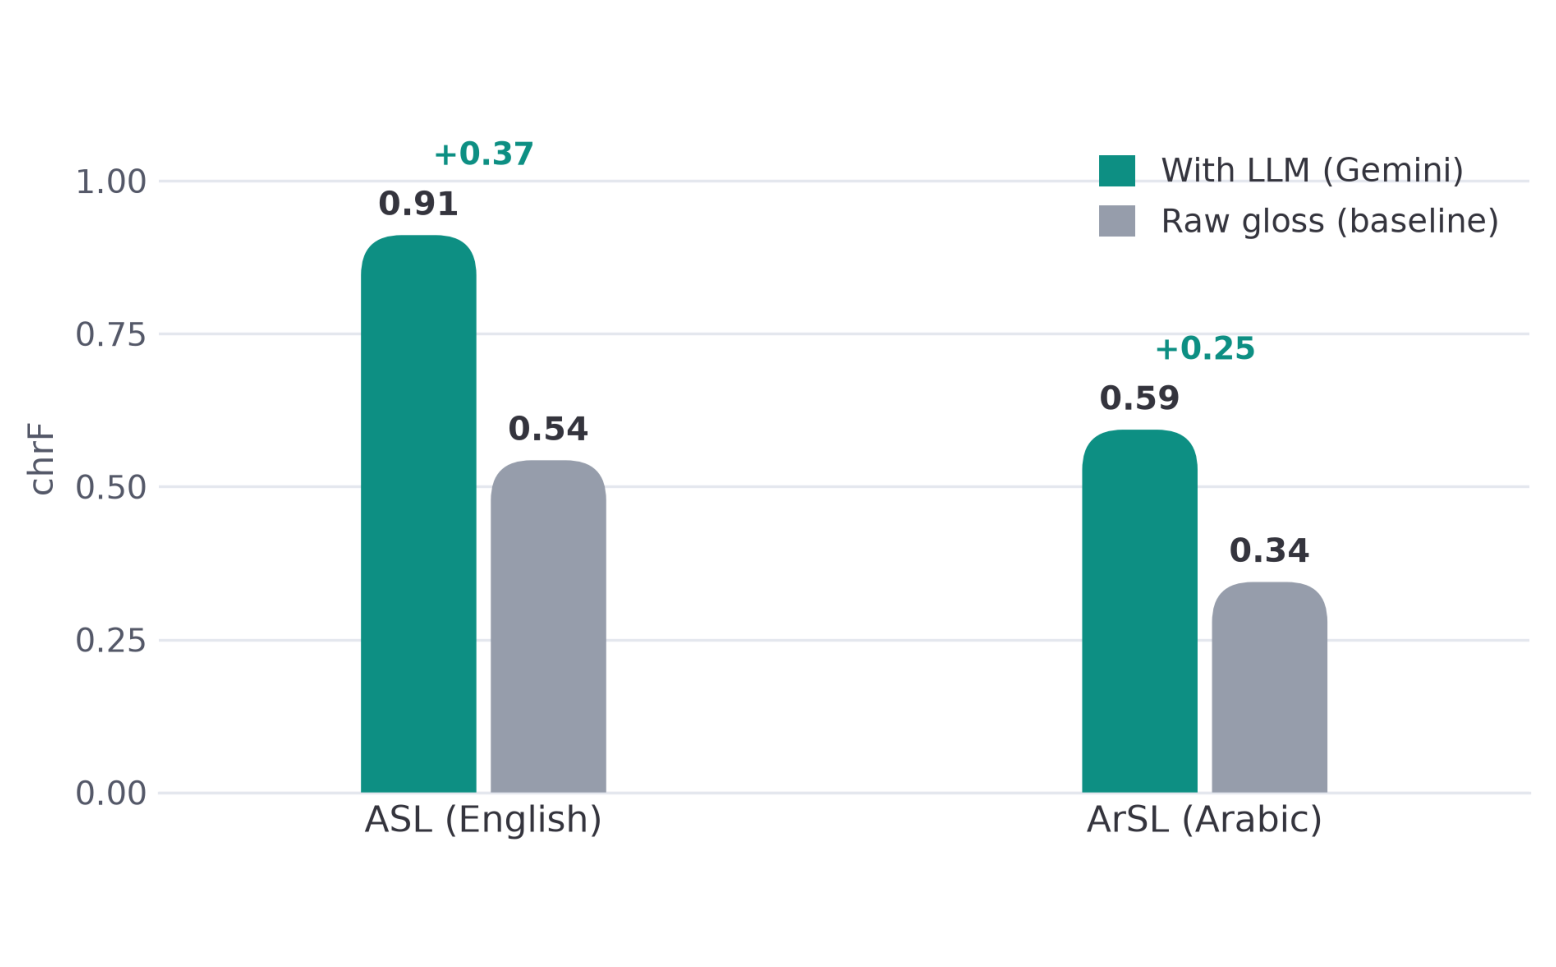 +0.37
1.00
With LLM (Gemini)
0.91
Raw gloss (baseline)
0.75
+0.25
0.59
0.54
chrF
0.50
0.34
0.25
0.00
ASL (English)
ArSL (Arabic)